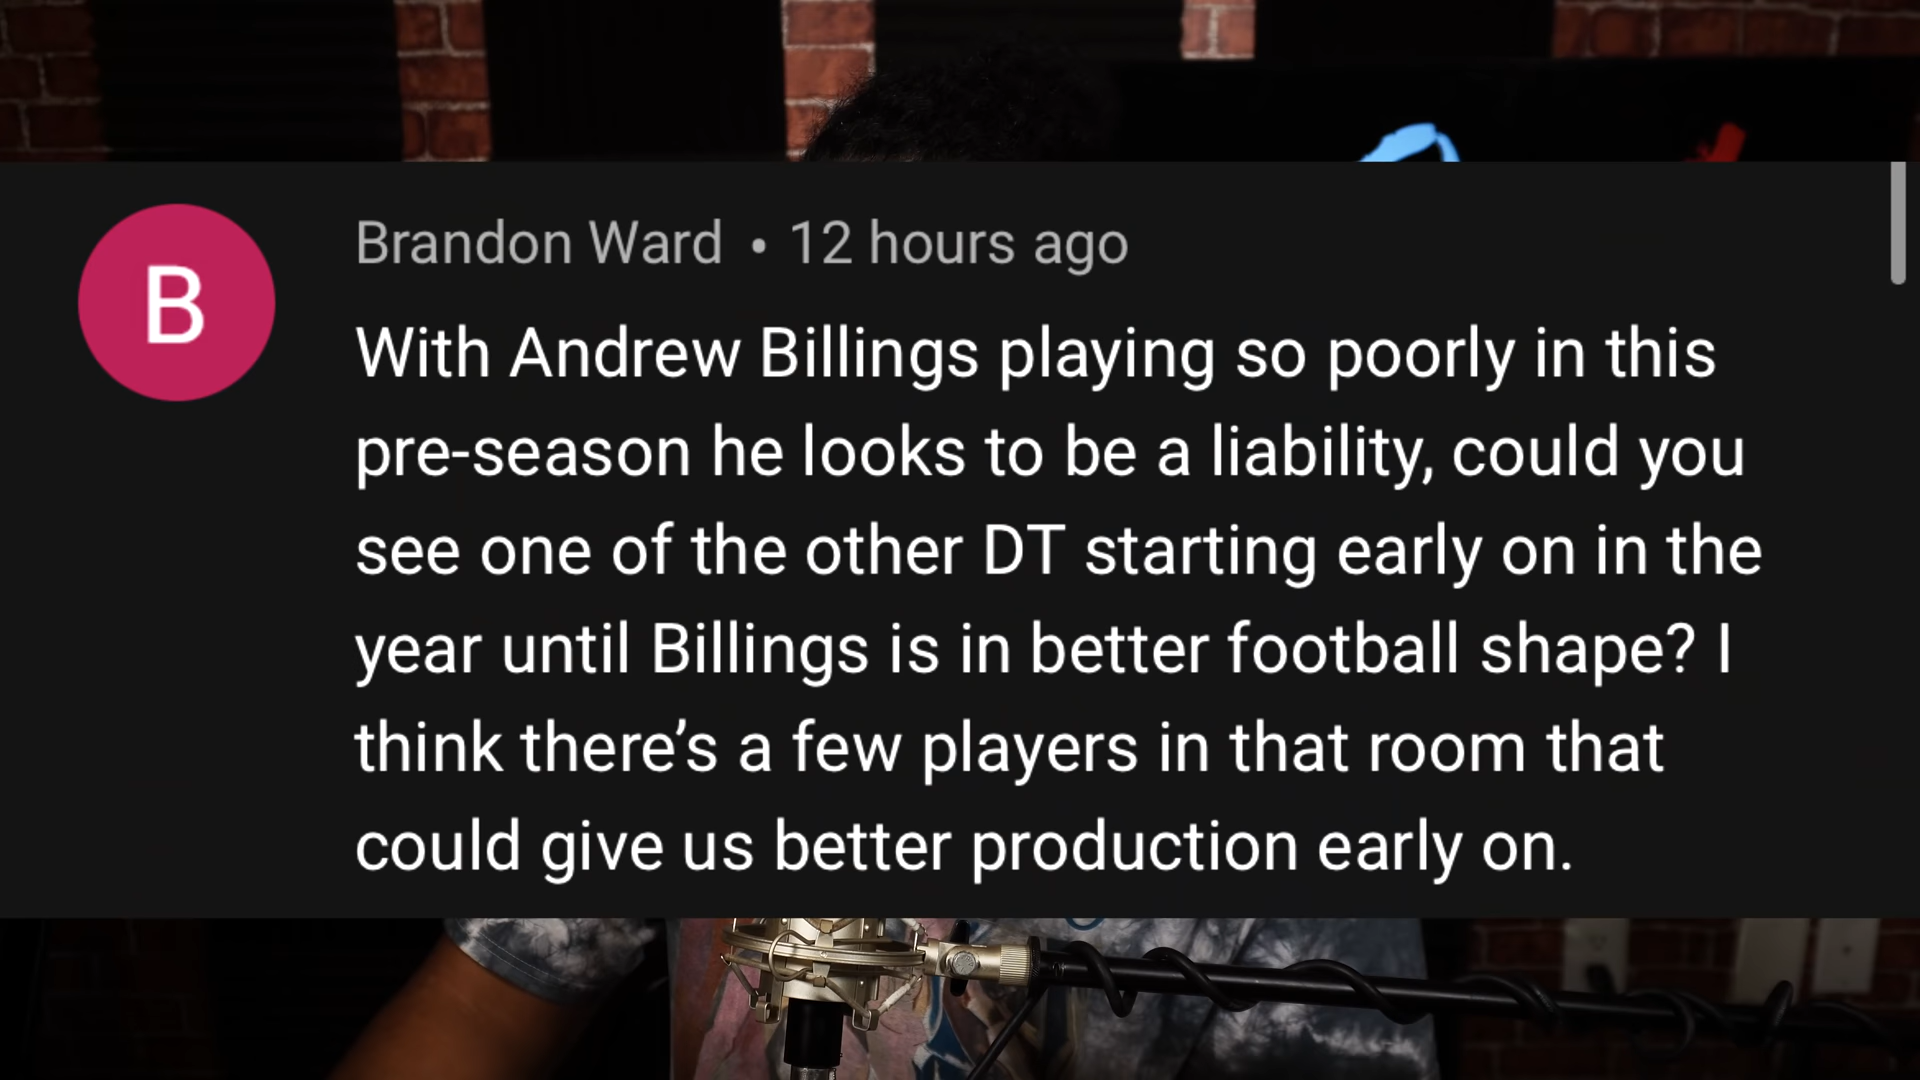 B
Brandon Ward • 12 hours ago
With Andrew Billings playing so poorly in this
pre-season he looks to be a liability, could you
see one of the other DT starting early on in the
year until Billings is in better football shape? I
think there’s a few players in that room that
could give us better production early on.